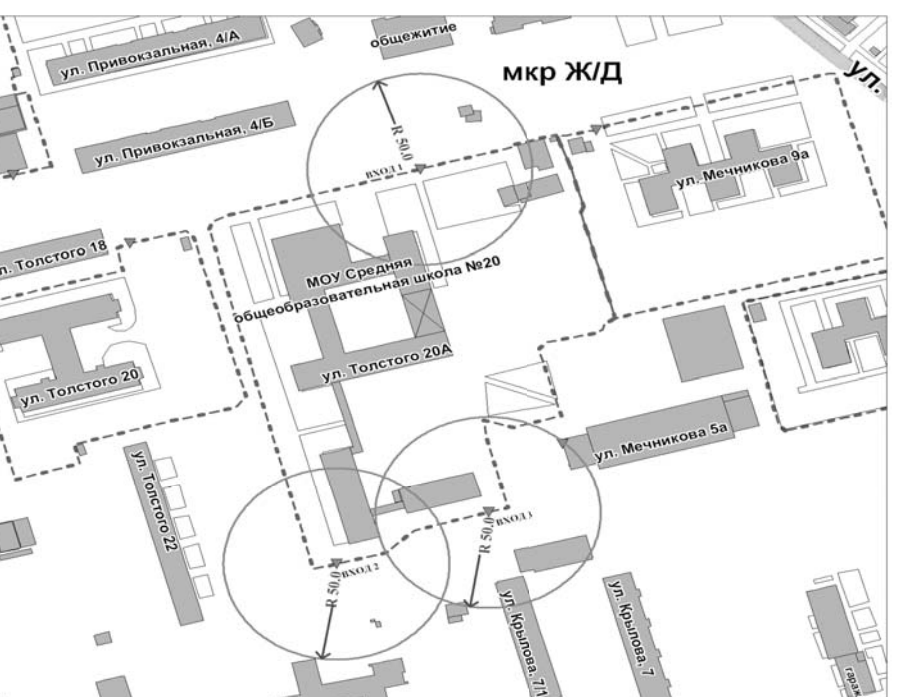 общежитие
ул. Привокзальная, 4/А
мкр Ж/Д
ул.
R 50,0
ул. Привокзальная, 4/Б
ВХОД 1
ул. Мечникова 9а
ул. Толстого 18
МОУ Средняя
общеобразовательная школа №20
ул. Толстого 20А
ул. Толстого 20
ул. Мечникова 5а
ул. Толстого 22
ВХОД 3
R 50,0
ВХОД 2
R 50,0
ул. Крылова, 7/1
ул. Крылова, 7
гараж